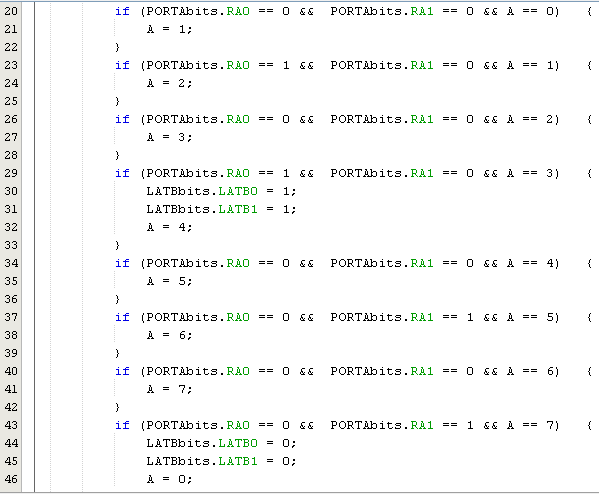 20 if (PORTAbits.RA0 == 0 && PORTAbits.RA1 == 0 && A == 0) {
21 A = 1;
22 }
23 if (PORTAbits.RA0 == 1 && PORTAbits.RA1 == 0 && A == 1) {
24 A = 2;
25 }
26 if (PORTAbits.RA0 == 0 && PORTAbits.RA1 == 0 && A == 2) {
27 A = 3;
28 }
29 if (PORTAbits.RA0 == 1 && PORTAbits.RA1 == 0 && A == 3) {
30 LATBbits.LATB0 = 1;
31 LATBbits.LATB1 = 1;
32 A = 4;
33 }
34 if (PORTAbits.RA0 == 0 && PORTAbits.RA1 == 0 && A == 4) {
35 A = 5;
36 }
37 if (PORTAbits.RA0 == 0 && PORTAbits.RA1 == 1 && A == 5) {
38 A = 6;
39 }
40 if (PORTAbits.RA0 == 0 && PORTAbits.RA1 == 0 && A == 6) {
41 A = 7;
42 }
43 if (PORTAbits.RA0 == 0 && PORTAbits.RA1 == 1 && A == 7) {
44 LATBbits.LATB0 = 0;
45 LATBbits.LATB1 = 0;
46 A = 0;